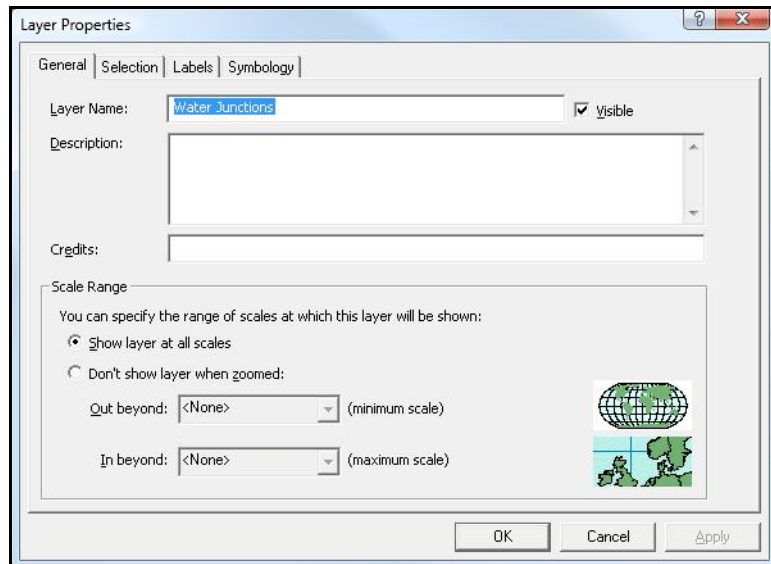 Layer Properties
General Selection Labels Symbology
Layer Name: Water Junctions Visible
Description:
Credits:
Scale Range
You can specify the range of scales at which this layer will be shown:
Show layer at all scales
Don't show layer when zoomed:
Out beyond: <None> (minimum scale)
In beyond: <None> (maximum scale)
OK Cancel Apply